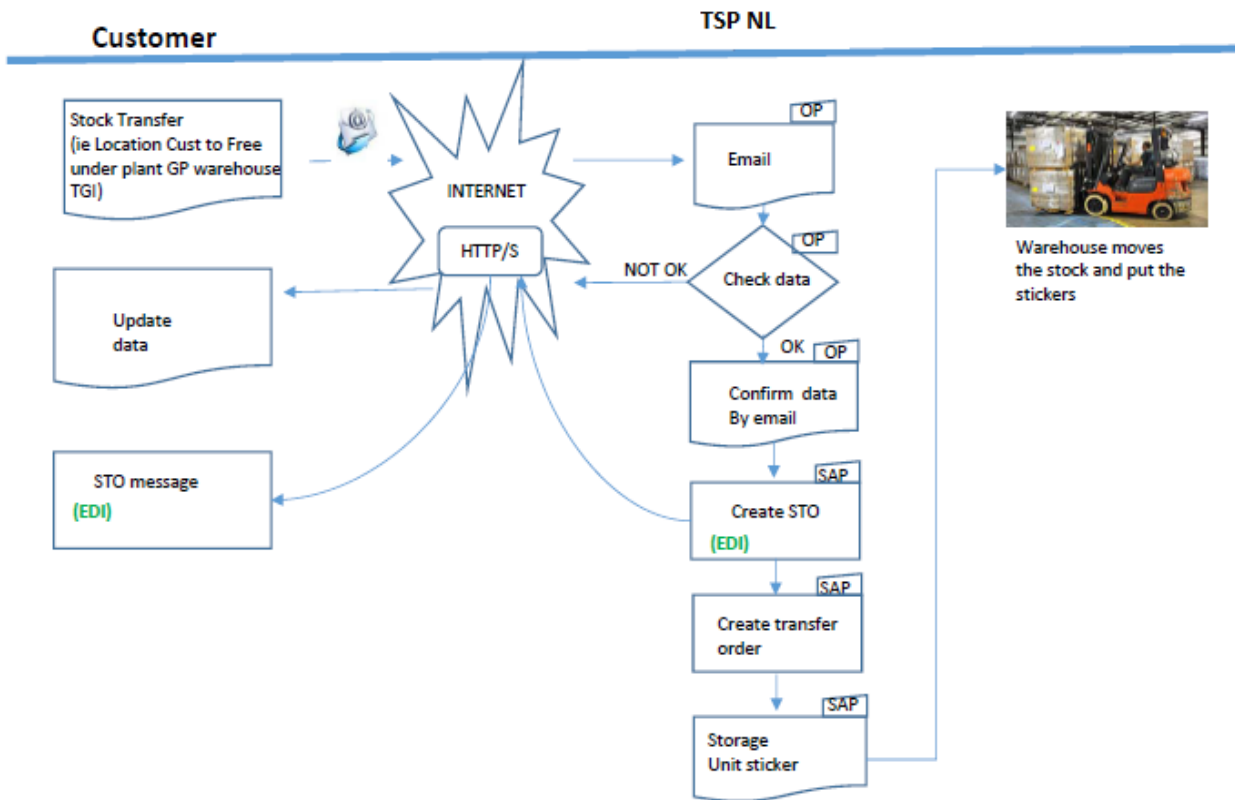 Customer
TSP NL
Stock Transfer
(ie Location Cust to Free
under plant GP warehouse
TGI)
@
INTERNET
HTTP/S
OP
Email
OP
Check data
NOT OK
OK
OP
Update
data
Confirm data
By email
STO message
(EDI)
SAP
Create STO
(EDI)
SAP
Create transfer
order
SAP
Storage
Unit sticker
Warehouse moves
the stock and put the
stickers